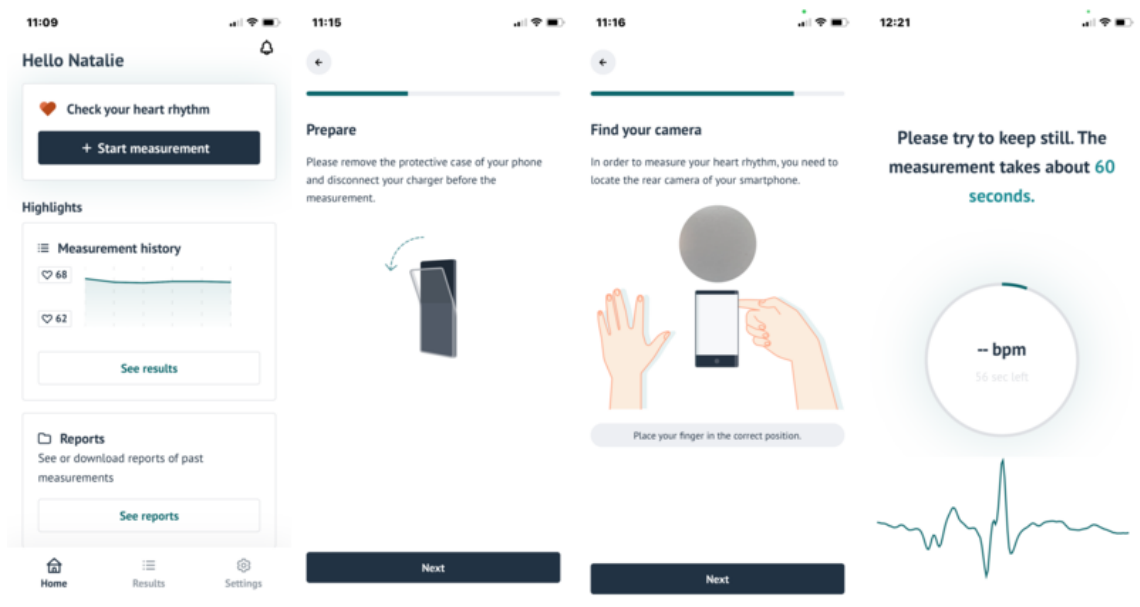 11:09
Hello Natalie
Check your heart rhythm
+ Start measurement
Highlights
Measurement history
68
62
See results
Reports
See or download reports of past
measurements
See reports
Home
Results
Settings
11:15
Prepare
Please remove the protective case of your phone
and disconnect your charger before the
measurement.
Next
11:16
Find your camera
In order to measure your heart rhythm, you need to
locate the rear camera of your smartphone.
Place your finger in the correct position.
Next
12:21
Please try to keep still. The
measurement takes about 60
seconds.
-- bpm
56 sec left